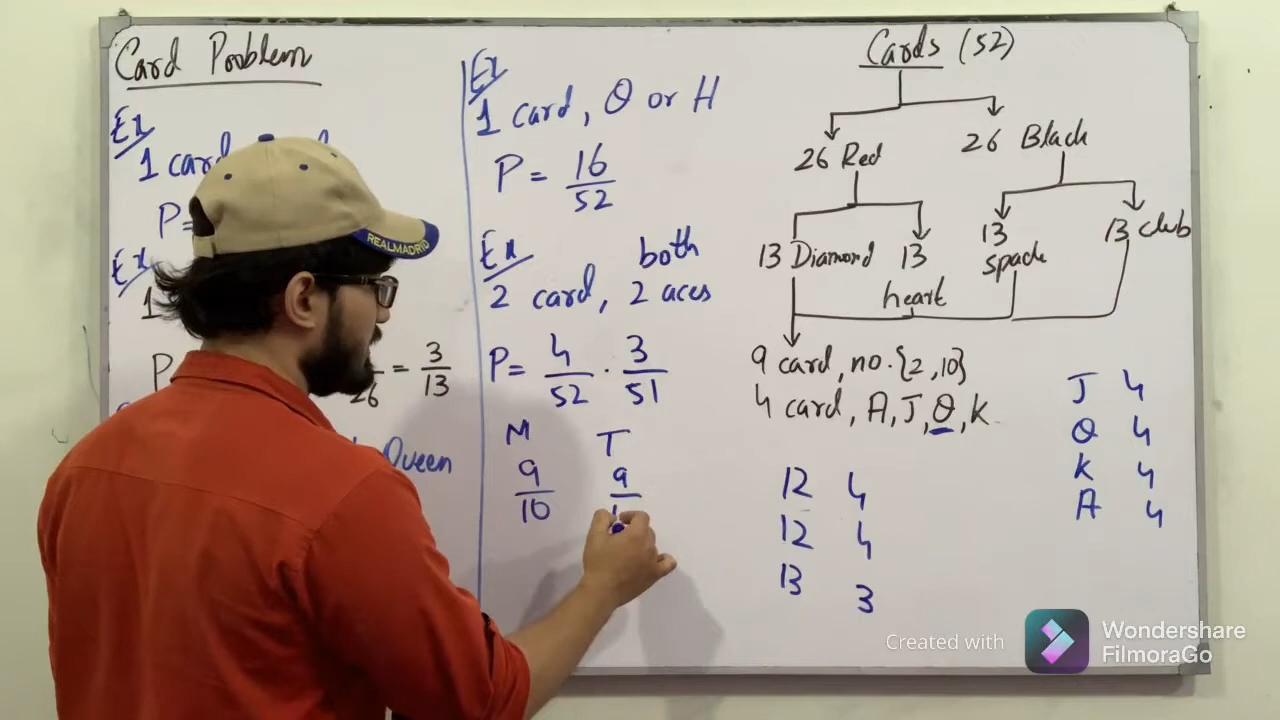 Card Problem
Ex
1 card
P=
Ex
1
P
26 = 3/13
Queen
REALMADRID
Ex
1 card, Q or H
P = 16/52
Ex
both
2 card, 2 aces
P = 4/52 . 3/51
M T
9/10 9
Cards (52)
26 Red 26 Black
13 Diamond 13 heart 13 spade 13 club
9 card, no. {2, 10}
4 card, A, J, Q, K
J 4
Q 4
K 4
A 4
12 4
12 4
13 3
Created with
Wondershare
FilmoraGo